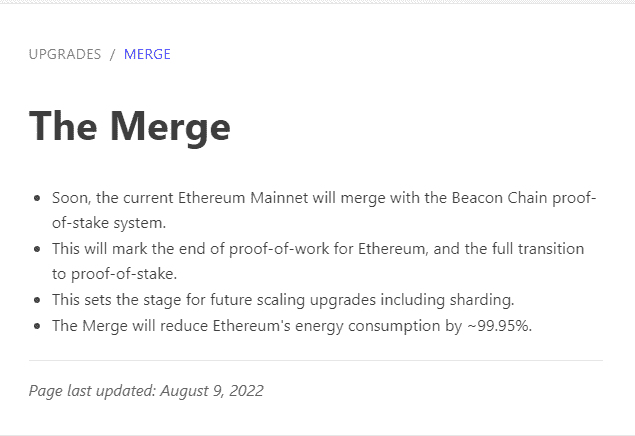 UPGRADES / MERGE
The Merge
• Soon, the current Ethereum Mainnet will merge with the Beacon Chain proof-
of-stake system.
• This will mark the end of proof-of-work for Ethereum, and the full transition
to proof-of-stake.
• This sets the stage for future scaling upgrades including sharding.
• The Merge will reduce Ethereum's energy consumption by ~99.95%.
Page last updated: August 9, 2022